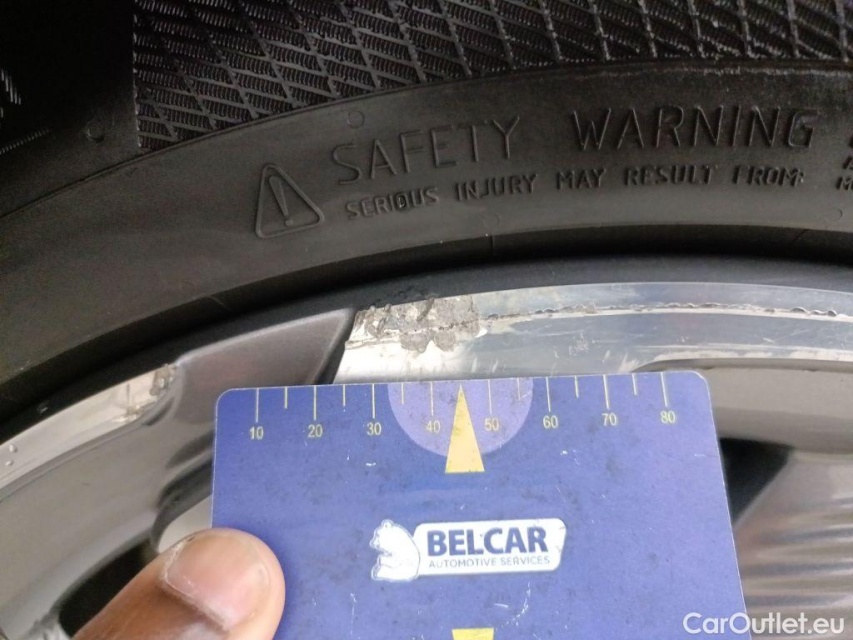 SAFETY WARNING
SERIOUS INJURY MAY RESULT FROM:
10 20 30 40 50 60 70 80
BELCAR
AUTOMOTIVE SERVICES
CarOutlet.eu